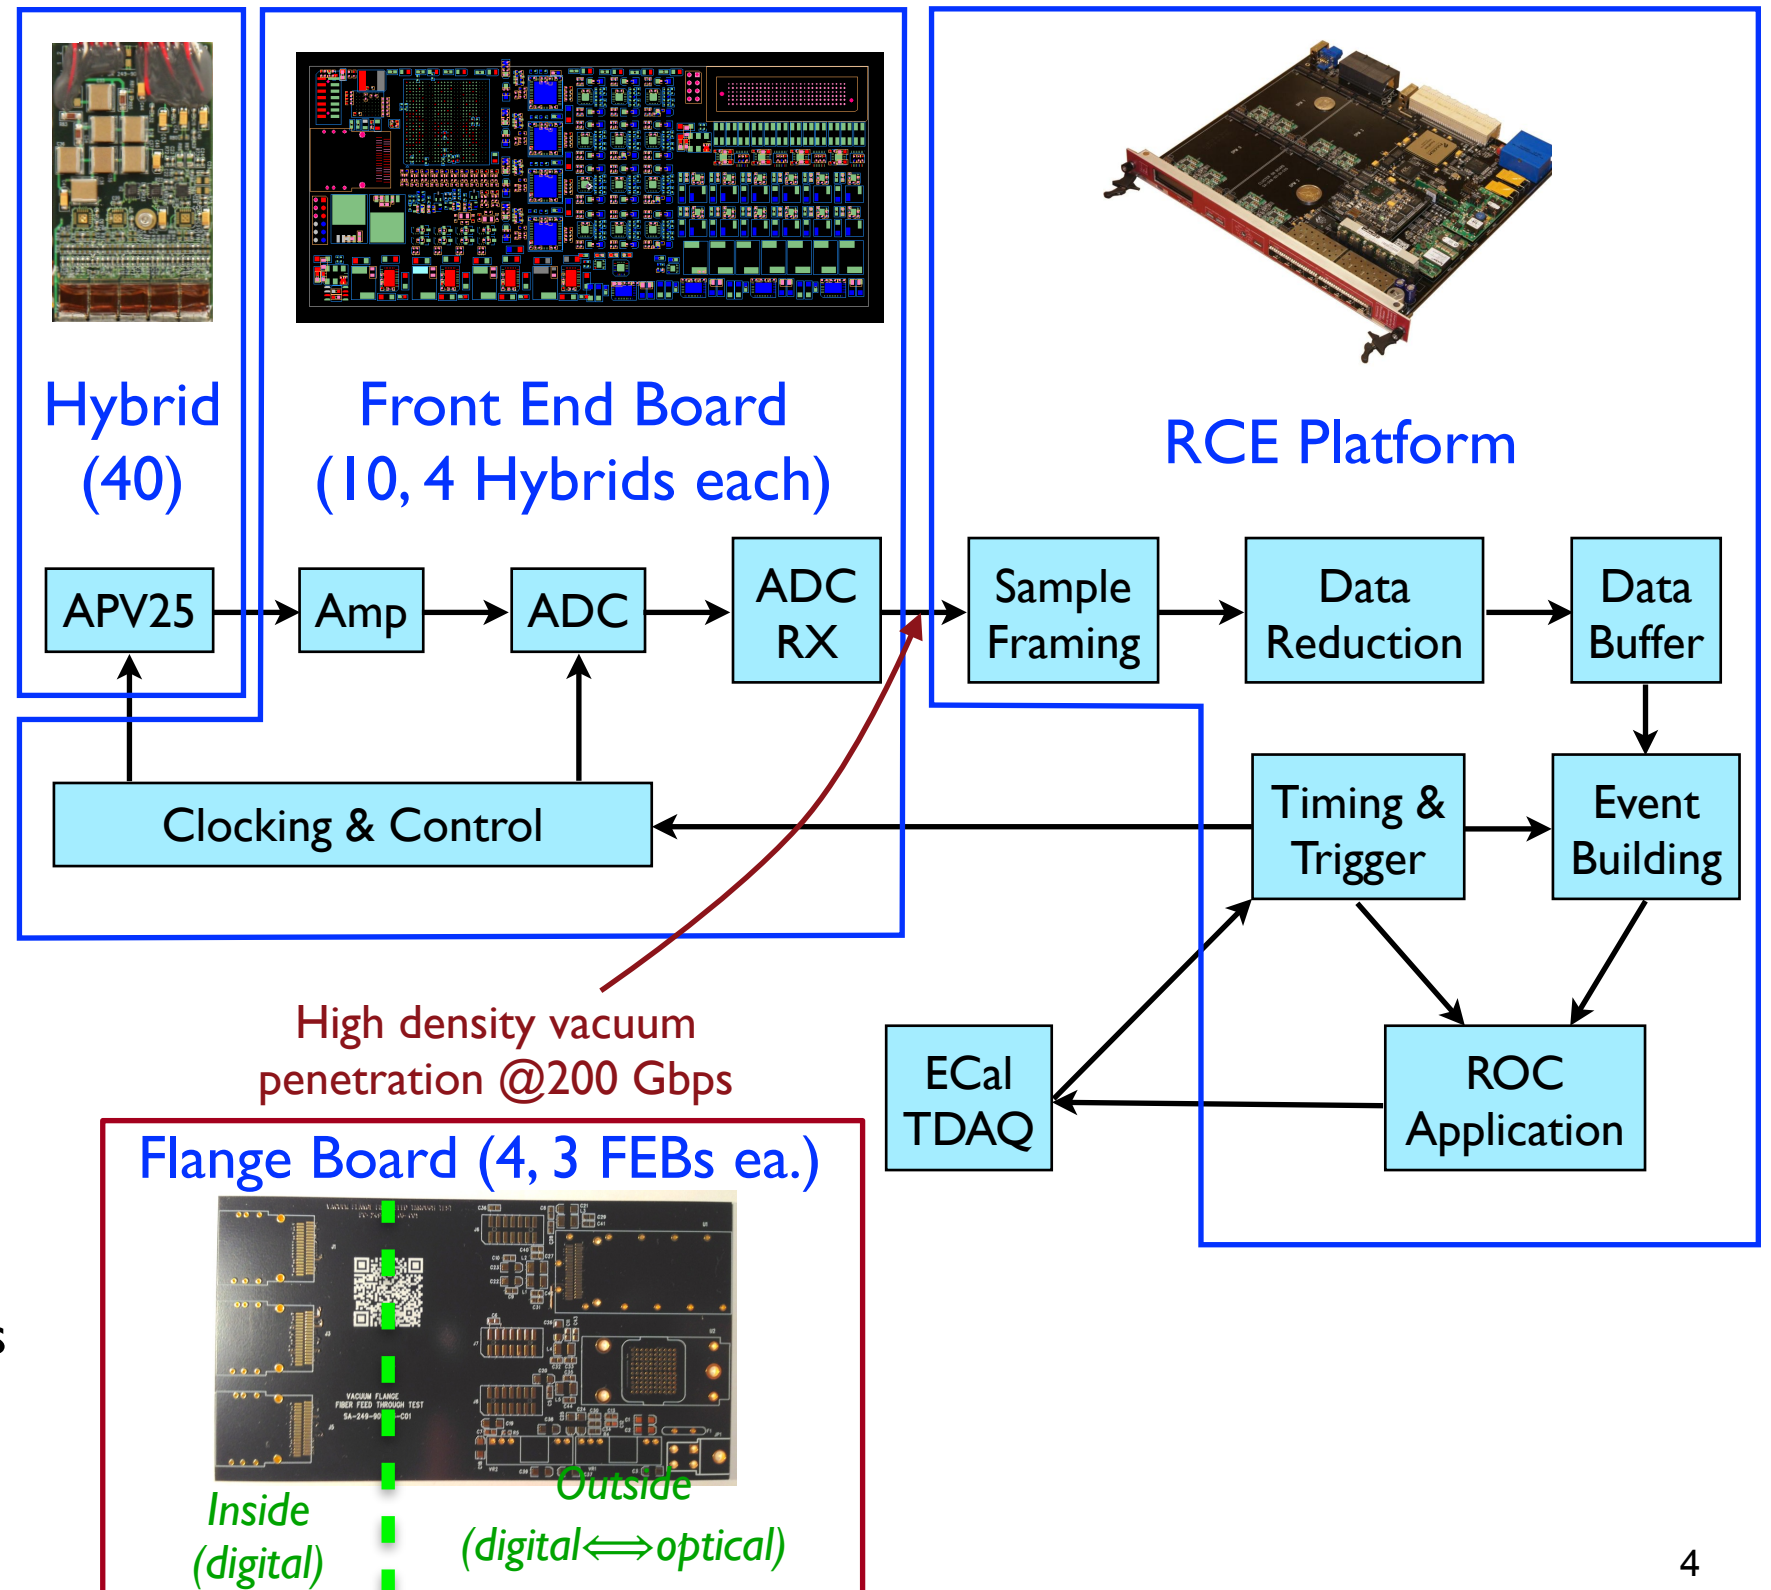 Hybrid
(40)
Front End Board
(10, 4 Hybrids each)
RCE Platform
APV25
Amp
ADC
ADC
RX
Sample
Framing
Data
Reduction
Data
Buffer
Clocking & Control
Timing &
Trigger
Event
Building
High density vacuum
penetration @200 Gbps
ECal
TDAQ
ROC
Application
Flange Board (4, 3 FEBs ea.)
VACUUM FLANGE
FIBER FEED THROUGH TEST
Inside
(digital)
Outside
(digital⟺optical)
s
4